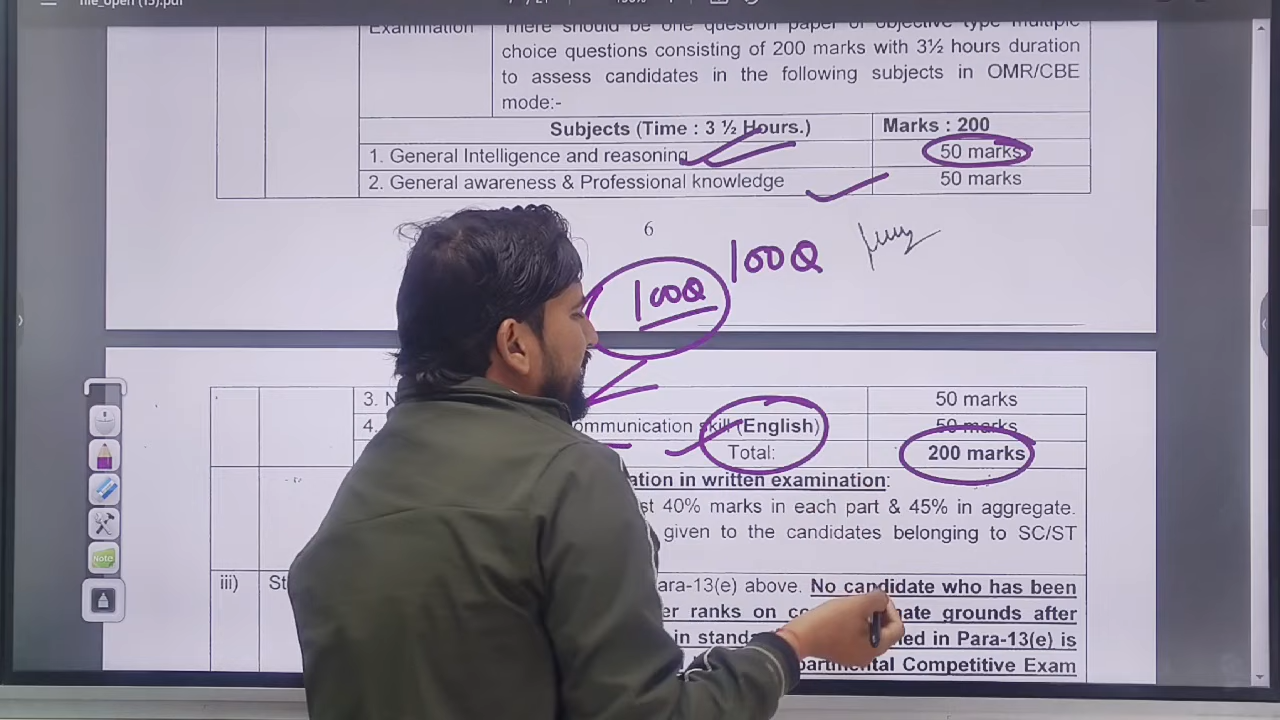 file_open (15).pdf
Examination
There should be one question paper of objective type multiple
choice questions consisting of 200 marks with 3½ hours duration
to assess candidates in the following subjects in OMR/CBE
mode:-
Subjects (Time : 3 ½ Hours.) Marks : 200
1. General Intelligence and reasoning 50 marks
2. General awareness & Professional knowledge 50 marks
6
100Q
100Q
3. 50 marks
4. ommunication skill (English) 50 marks
Total: 200 marks
ation in written examination:
st 40% marks in each part & 45% in aggregate.
given to the candidates belonging to SC/ST
iii) St ara-13(e) above. No candidate who has been
er ranks on grounds after
in in Para-13(e) is
Competitive Exam
Note